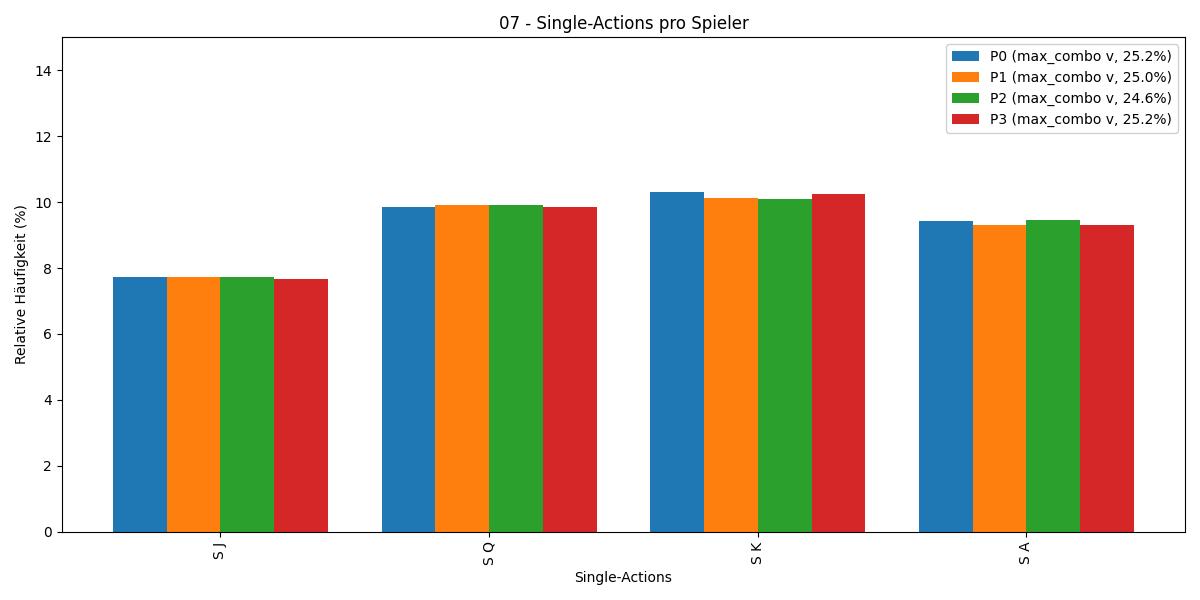 07 - Single-Actions pro Spieler
P0 (max_combo v, 25.2%)
P1 (max_combo v, 25.0%)
P2 (max_combo v, 24.6%)
P3 (max_combo v, 25.2%)
Relative Häufigkeit (%)
14
12
10
8
6
4
2
0
S J
S Q
S K
S A
Single-Actions